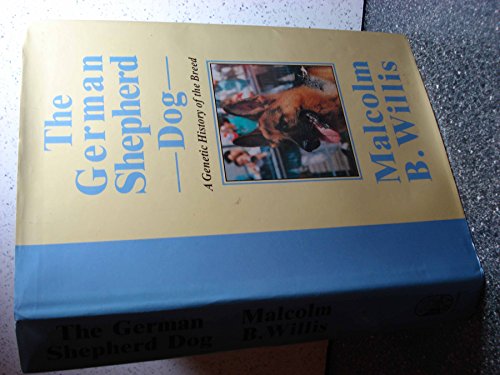 The
German
Shepherd
—Dog—
A Genetic History of the Breed
Malcolm
B. Willis
The German
Shepherd Dog
Malcolm
B. Willis